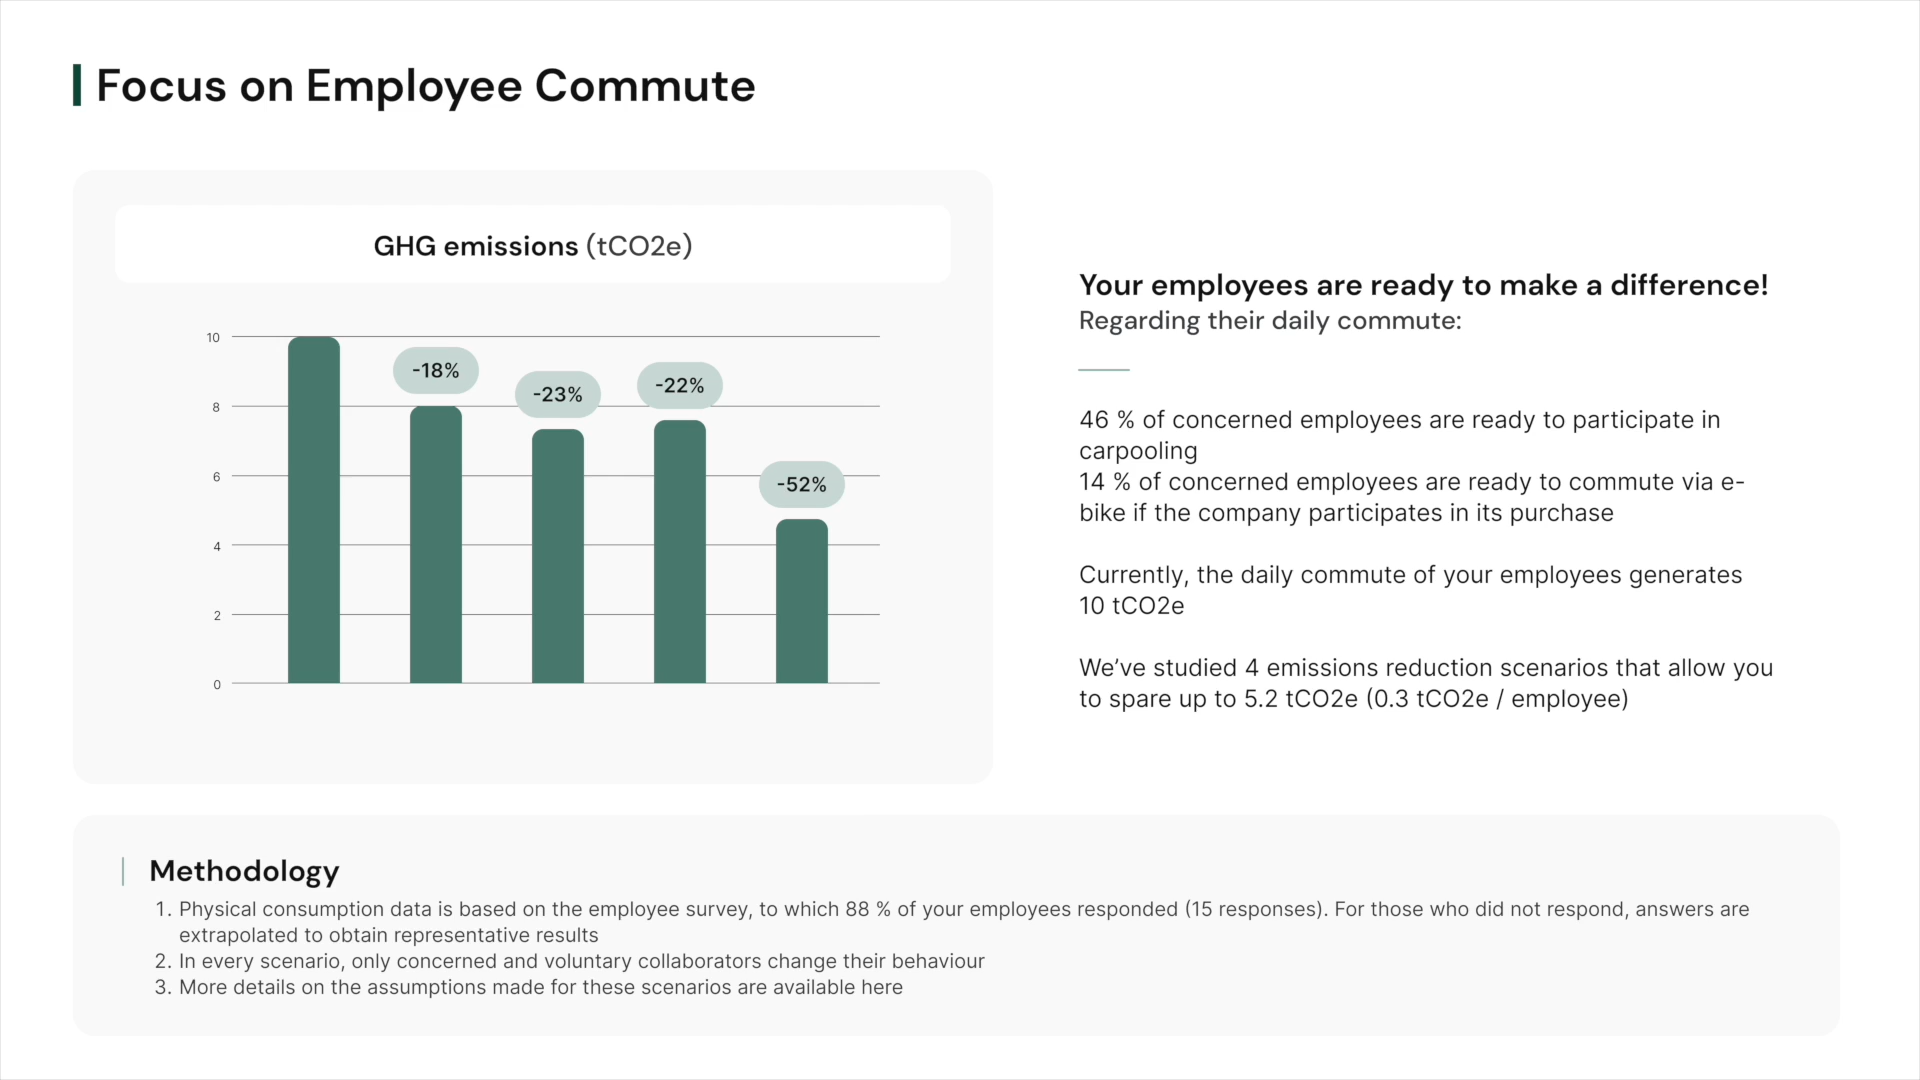 Focus on Employee Commute
GHG emissions (tCO2e)
10
8
6
4
2
0
-18%
-23%
-22%
-52%
Your employees are ready to make a difference!
Regarding their daily commute:
46 % of concerned employees are ready to participate in
carpooling
14 % of concerned employees are ready to commute via e-
bike if the company participates in its purchase
Currently, the daily commute of your employees generates
10 tCO2e
We’ve studied 4 emissions reduction scenarios that allow you
to spare up to 5.2 tCO2e (0.3 tCO2e / employee)
Methodology
1. Physical consumption data is based on the employee survey, to which 88 % of your employees responded (15 responses). For those who did not respond, answers are
extrapolated to obtain representative results
2. In every scenario, only concerned and voluntary collaborators change their behaviour
3. More details on the assumptions made for these scenarios are available here